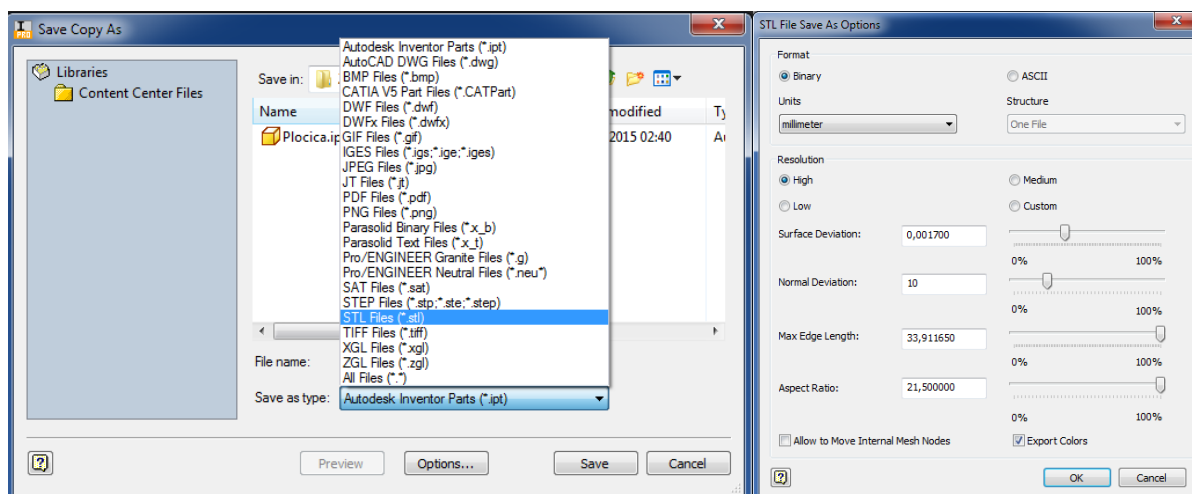 Save Copy As
Libraries
Content Center Files
Save in:
Name
modified
Plocica.ip
2015 02:40
Autodesk Inventor Parts (*.ipt)
AutoCAD DWG Files (*.dwg)
BMP Files (*.bmp)
CATIA V5 Part Files (*.CATPart)
DWF Files (*.dwf)
DWFx Files (*.dwfx)
GIF Files (*.gif)
IGES Files (*.igs;*.ige;*.iges)
JPEG Files (*.jpg)
JT Files (*.jt)
PDF Files (*.pdf)
PNG Files (*.png)
Parasolid Binary Files (*.x_b)
Parasolid Text Files (*.x_t)
Pro/ENGINEER Granite Files (*.g)
Pro/ENGINEER Neutral Files (*.neu*)
SAT Files (*.sat)
STEP Files (*.stp;*.ste;*.step)
STL Files (*.stl)
TIFF Files (*.tiff)
XGL Files (*.xgl)
ZGL Files (*.zgl)
All Files (*.*)
File name:
Save as type: Autodesk Inventor Parts (*.ipt)
Preview Options... Save Cancel
STL File Save As Options
Format
Binary ASCII
Units Structure
millimeter One File
Resolution
High Medium
Low Custom
Surface Deviation: 0,001700
0% 100%
Normal Deviation: 10
0% 100%
Max Edge Length: 33,911650
0% 100%
Aspect Ratio: 21,500000
0% 100%
Allow to Move Internal Mesh Nodes Export Colors
OK Cancel